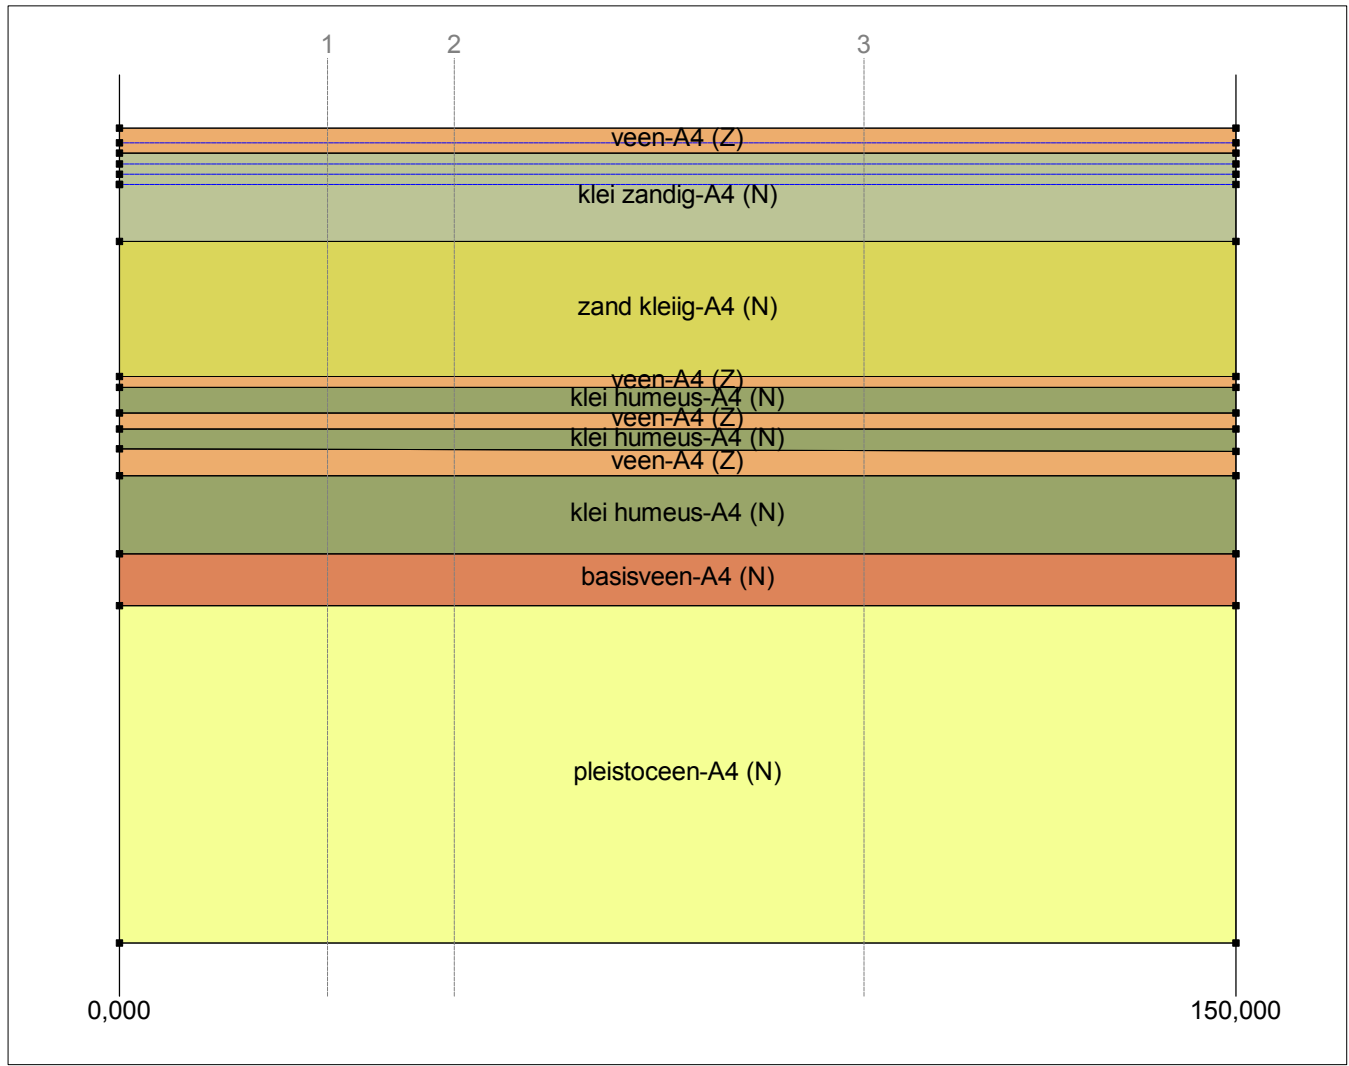 1 2 3
veen-A4 (Z)
klei zandig-A4 (N)
zand kleiig-A4 (N)
veen-A4 (Z)
klei humeus-A4 (N)
veen-A4 (Z)
klei humeus-A4 (N)
veen-A4 (Z)
klei humeus-A4 (N)
basisveen-A4 (N)
pleistoceen-A4 (N)
0,000 150,000